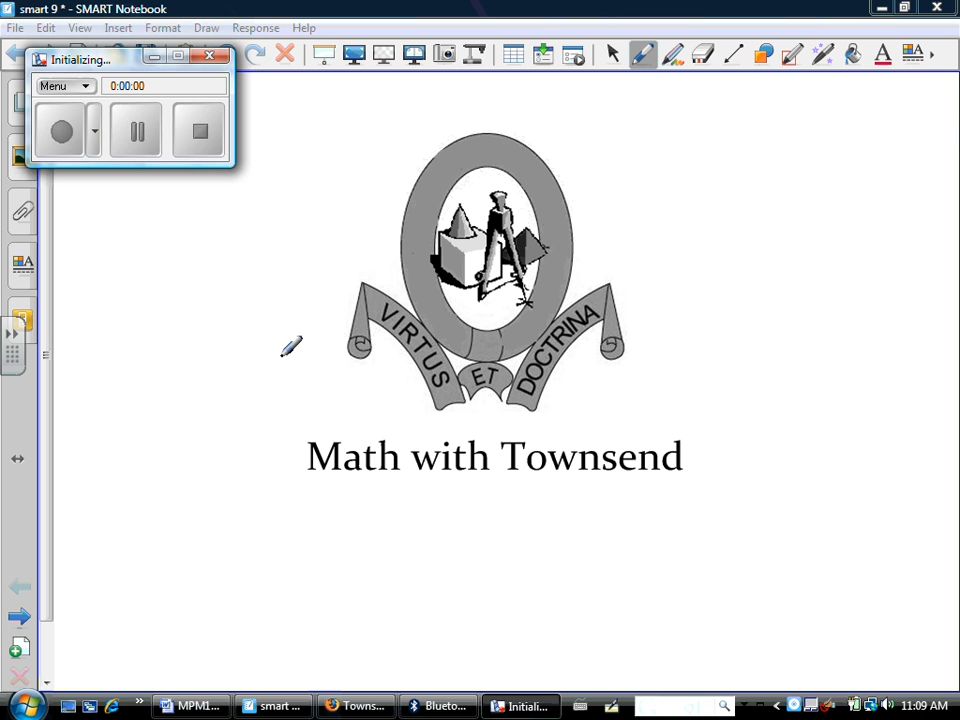 smart 9 * - SMART Notebook
File Edit View Insert Format Draw Response Help
Initializing...
Menu 0:00:00
VIRTUS ET DOCTRINA
Math with Townsend
MPM1... smart ... Towns... Blueto... Initiali... 11:09 AM